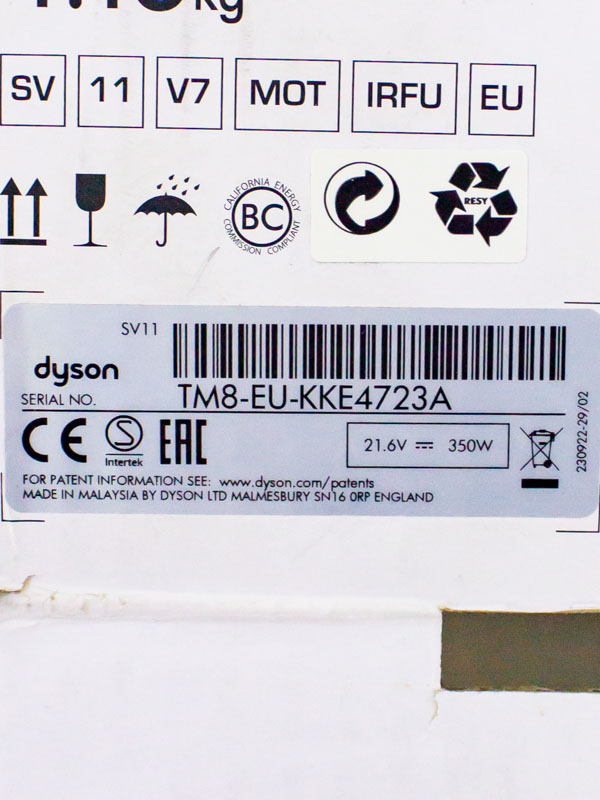 kg
SV 11 V7 MOT IRFU EU
CALIFORNIA ENERGY
BC
COMMISSION COMPLIANT
RESY
SV11
dyson
SERIAL NO. TM8-EU-KKE4723A
CE S Intertek EAC 21.6V ⎓ 350W
230922-29/02
FOR PATENT INFORMATION SEE: www.dyson.com/patents
MADE IN MALAYSIA BY DYSON LTD MALMESBURY SN16 0RP ENGLAND